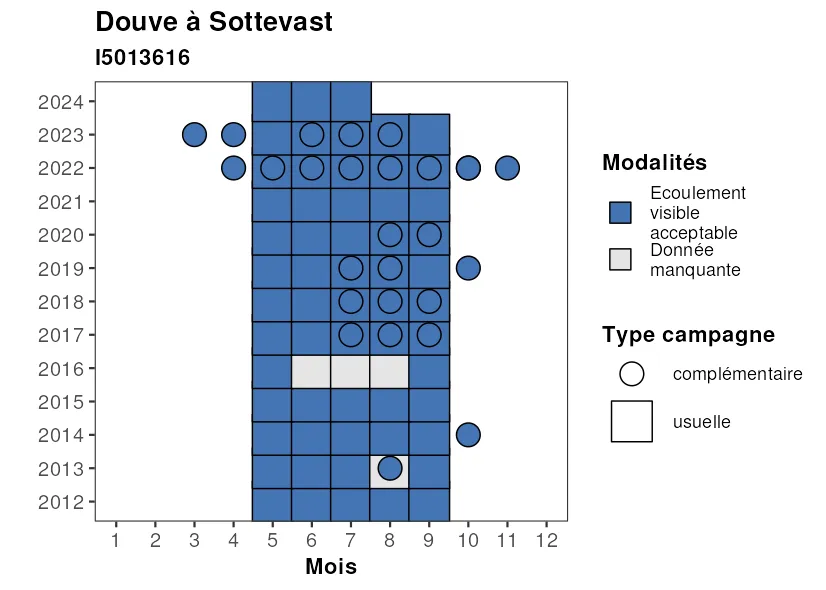 Douve à Sottevast
I5013616
2024
2023
2022
2021
2020
2019
2018
2017
2016
2015
2014
2013
2012
1 2 3 4 5 6 7 8 9 10 11 12
Mois
Modalités
Ecoulement
visible
acceptable
Donnée
manquante
Type campagne
complémentaire
usuelle